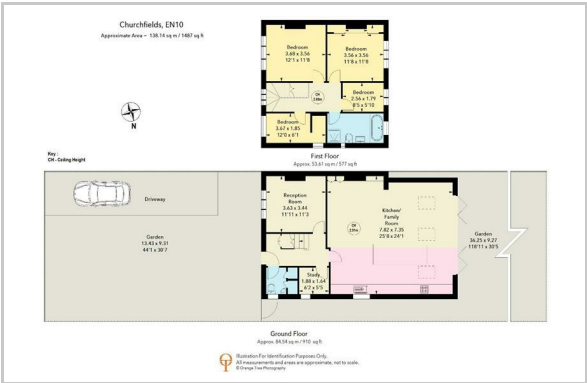 Churchfields, EN10
Approximate Area = 138.14 sq m / 1487 sq ft
N
Key :
CH - Ceiling Height
Bedroom
3.68 x 3.56
12'1 x 11'8
Bedroom
3.56 x 3.56
11'8 x 11'8
CH
Bedroom
2.56 x 1.79
8'5 x 5'10
Bedroom
3.67 x 1.85
12'0 x 6'1
First Floor
Approx. 53.61 sq m / 577 sq ft
Driveway
Garden
13.43 x 9.31
44'1 x 30'7
Reception
Room
3.63 x 3.44
11'11 x 11'3
CH
Kitchen/
Family
Room
7.82 x 7.35
25'8 x 24'1
Study
1.88 x 1.64
6'2 x 5'5
Garden
36.25 x 9.27
118'11 x 30'5
Ground Floor
Approx. 84.54 sq m / 910 sq ft
Illustration For Identification Purposes Only.
All measurements and areas are approximate, not to scale.
© Orange Tree Photography